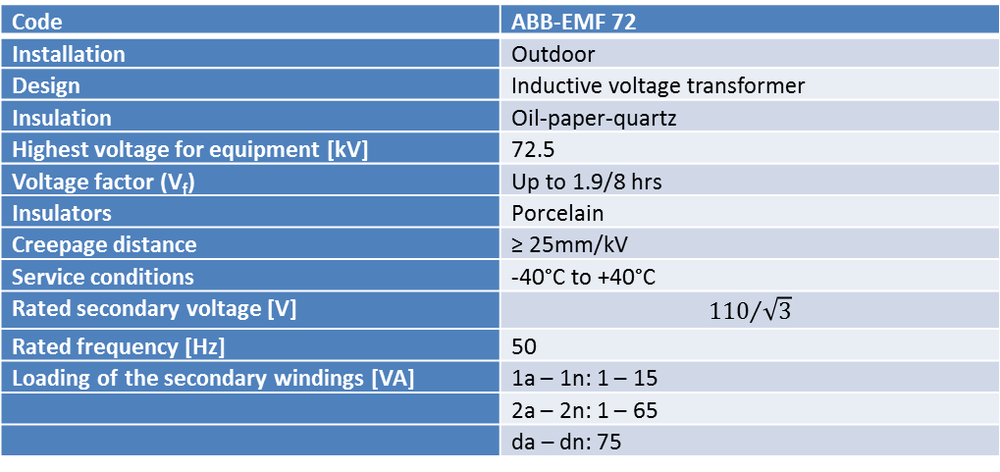 Code ABB-EMF 72
Installation Outdoor
Design Inductive voltage transformer
Insulation Oil-paper-quartz
Highest voltage for equipment [kV] 72.5
Voltage factor (Vf) Up to 1.9/8 hrs
Insulators Porcelain
Creepage distance ≥ 25mm/kV
Service conditions -40°C to +40°C
Rated secondary voltage [V] 110/√3
Rated frequency [Hz] 50
Loading of the secondary windings [VA] 1a – 1n: 1 – 15
2a – 2n: 1 – 65
da – dn: 75